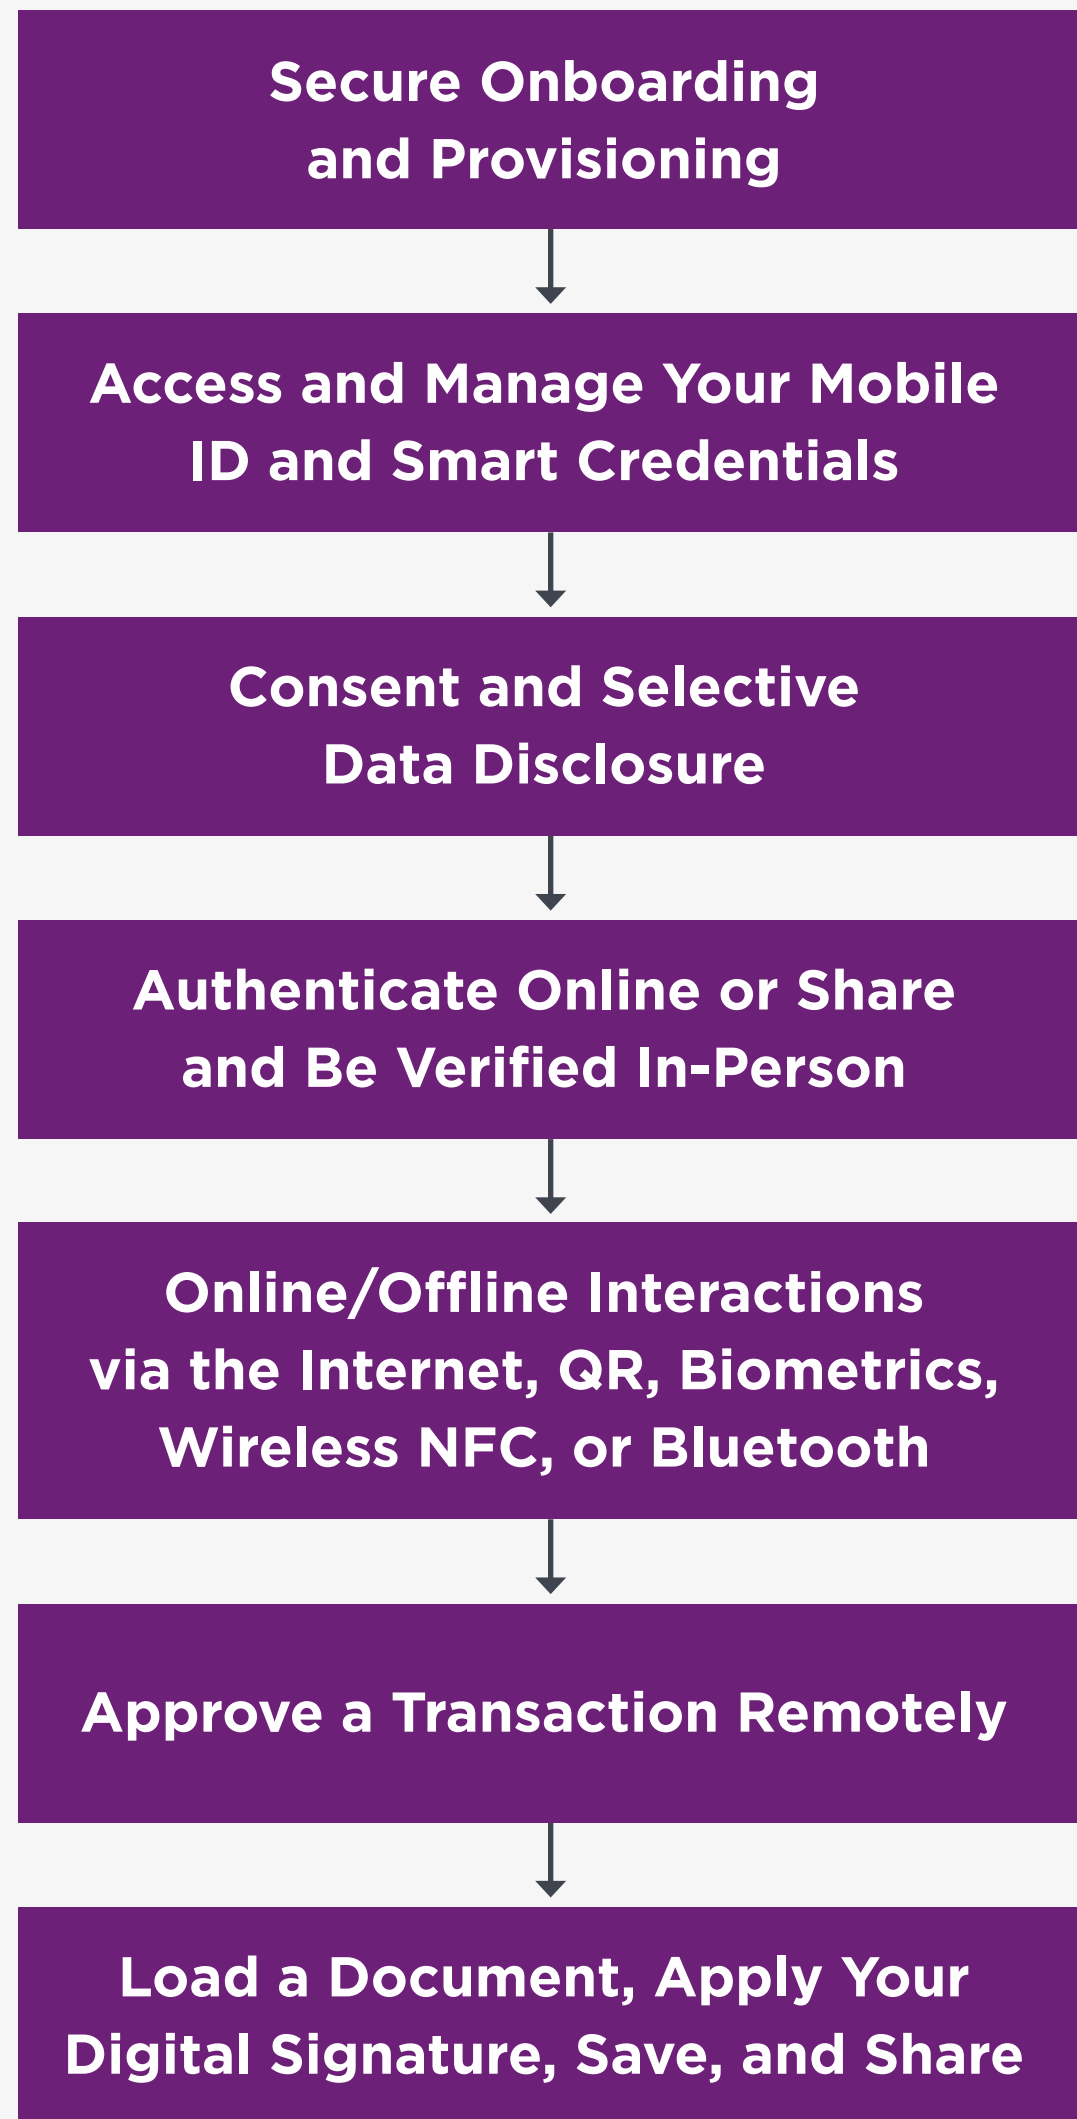 Secure Onboarding
and Provisioning
Access and Manage Your Mobile
ID and Smart Credentials
Consent and Selective
Data Disclosure
Authenticate Online or Share
and Be Verified In-Person
Online/Offline Interactions
via the Internet, QR, Biometrics,
Wireless NFC, or Bluetooth
Approve a Transaction Remotely
Load a Document, Apply Your
Digital Signature, Save, and Share